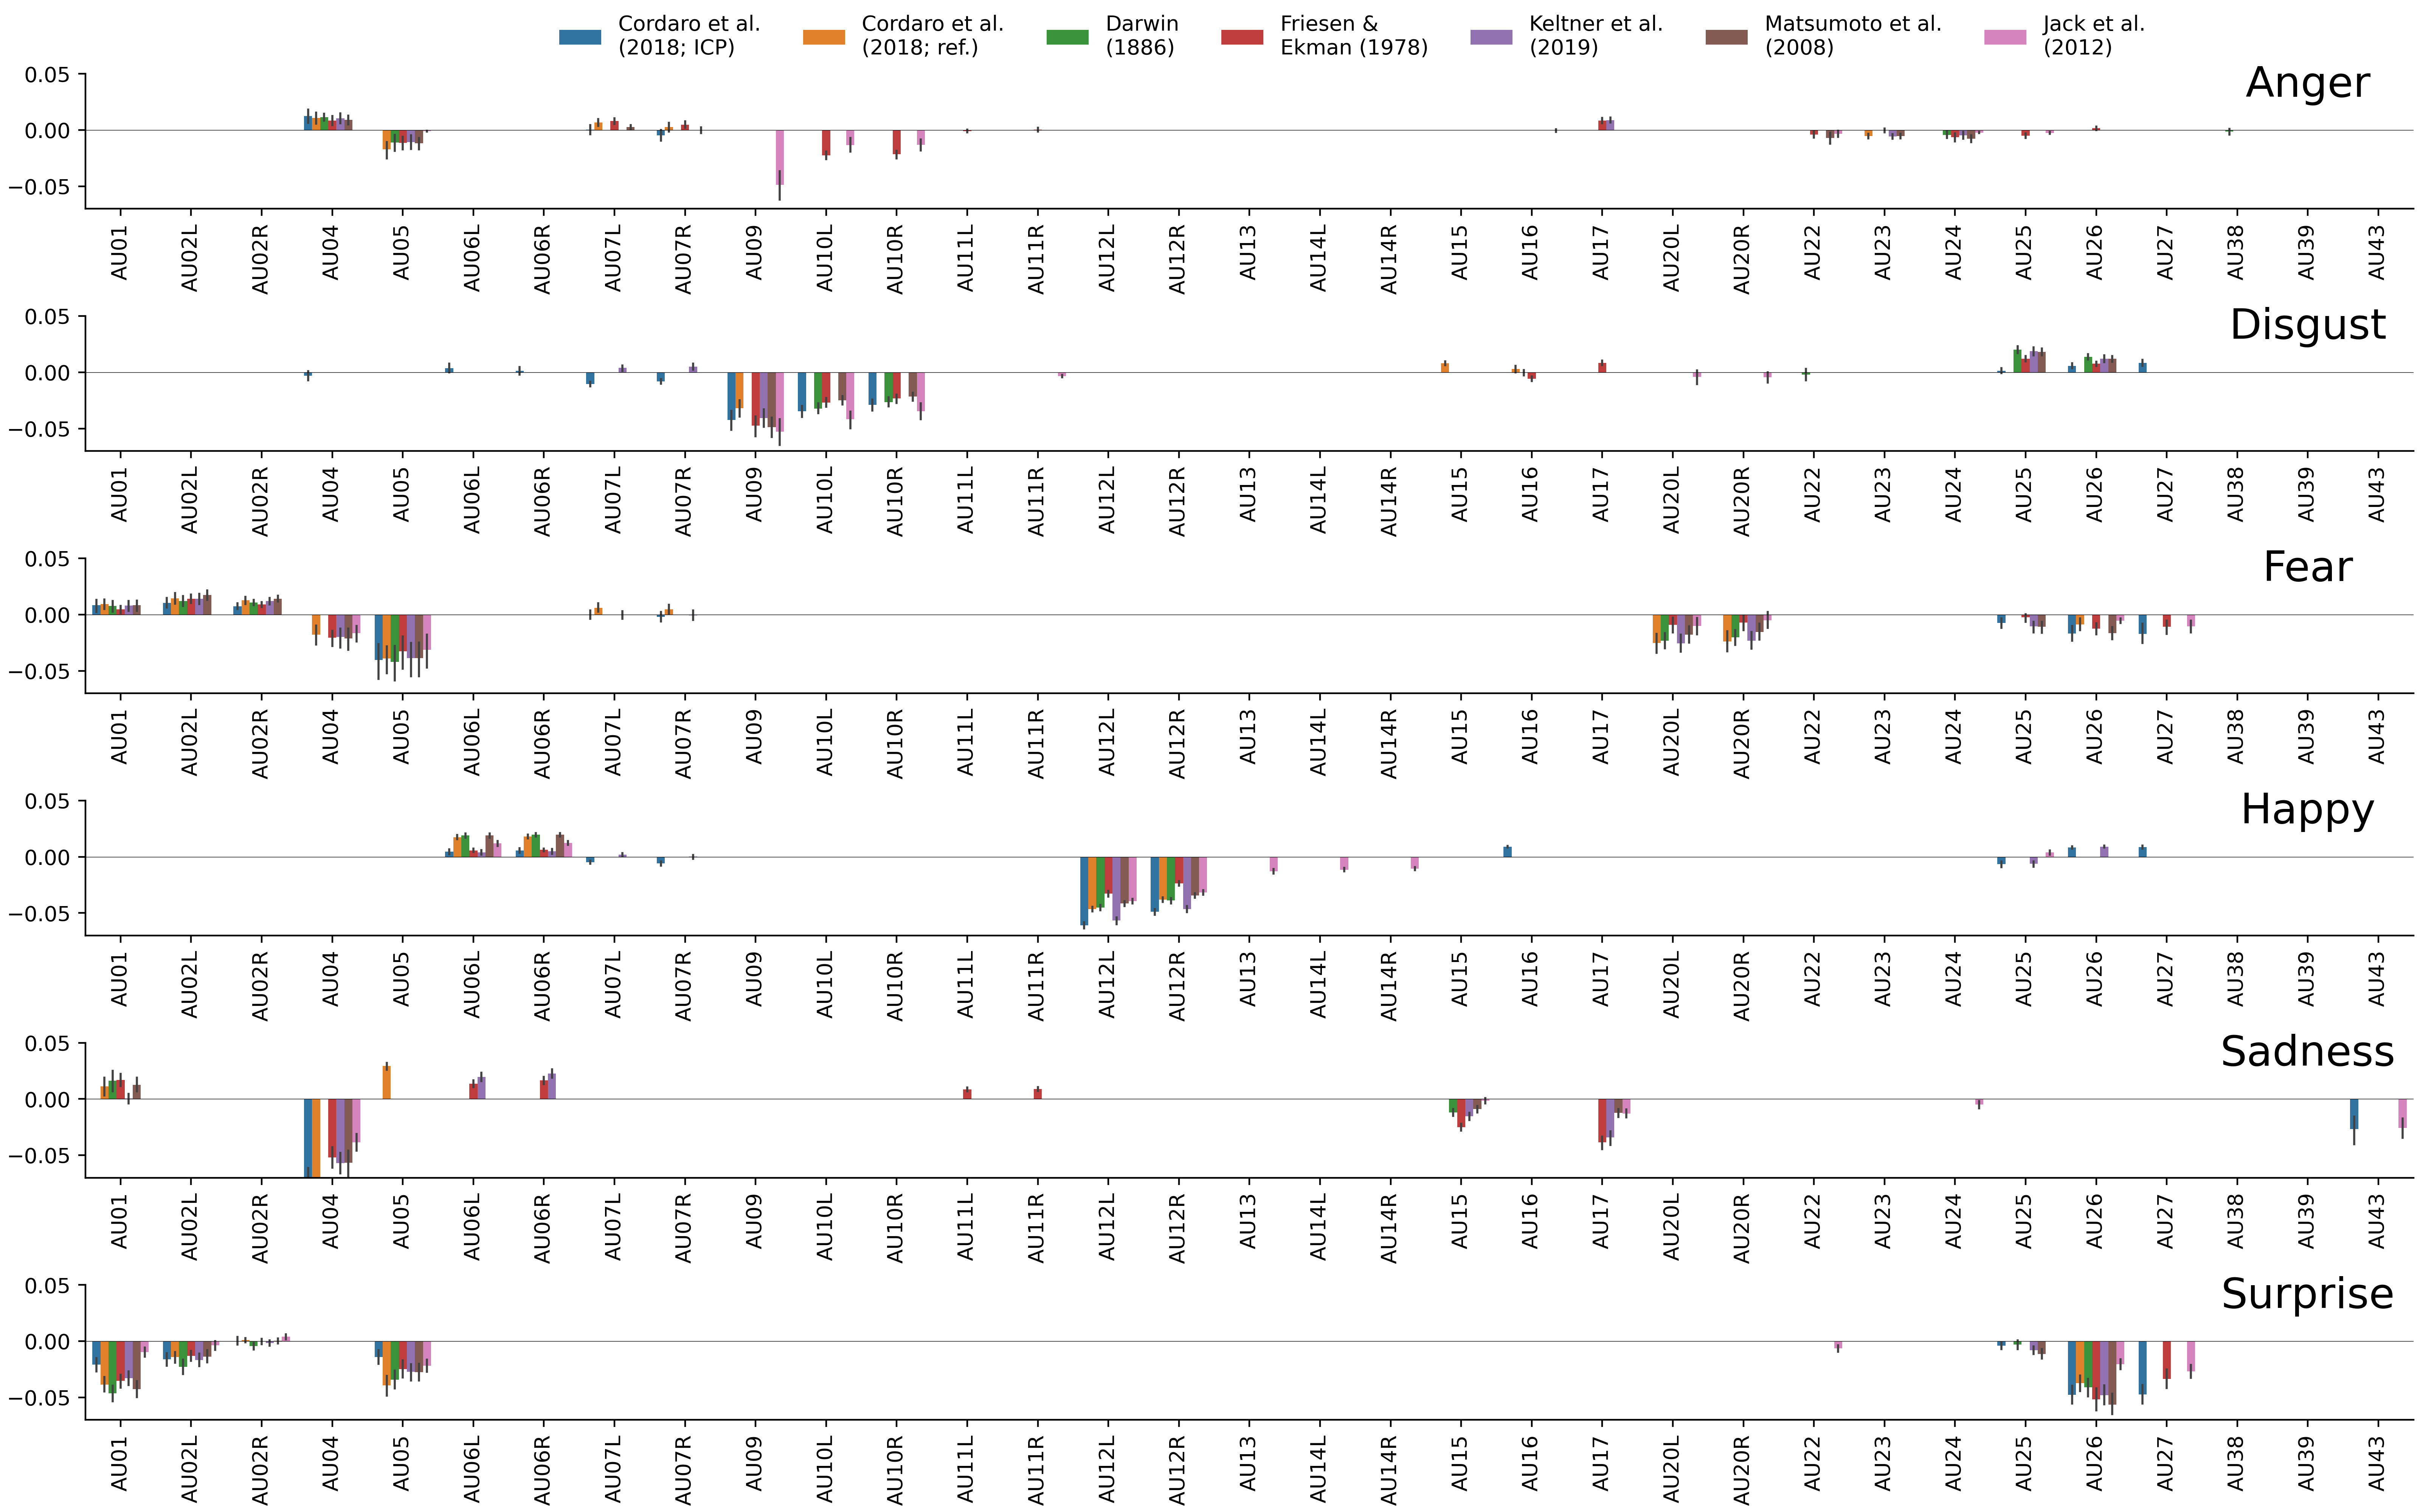 Cordaro et al. Cordaro et al. Darwin Friesen & Keltner et al. Matsumoto et al. Jack et al.
(2018; ICP) (2018; ref.) (1886) Ekman (1978) (2019) (2008) (2012)
Anger
0.05
0.00
−0.05
AU01 AU02L AU02R AU04 AU05 AU06L AU06R AU07L AU07R AU09 AU10L AU10R AU11L AU11R AU12L AU12R AU13 AU14L AU14R AU15 AU16 AU17 AU20L AU20R AU22 AU23 AU24 AU25 AU26 AU27 AU38 AU39 AU43
Disgust
0.05
0.00
−0.05
AU01 AU02L AU02R AU04 AU05 AU06L AU06R AU07L AU07R AU09 AU10L AU10R AU11L AU11R AU12L AU12R AU13 AU14L AU14R AU15 AU16 AU17 AU20L AU20R AU22 AU23 AU24 AU25 AU26 AU27 AU38 AU39 AU43
Fear
0.05
0.00
−0.05
AU01 AU02L AU02R AU04 AU05 AU06L AU06R AU07L AU07R AU09 AU10L AU10R AU11L AU11R AU12L AU12R AU13 AU14L AU14R AU15 AU16 AU17 AU20L AU20R AU22 AU23 AU24 AU25 AU26 AU27 AU38 AU39 AU43
Happy
0.05
0.00
−0.05
AU01 AU02L AU02R AU04 AU05 AU06L AU06R AU07L AU07R AU09 AU10L AU10R AU11L AU11R AU12L AU12R AU13 AU14L AU14R AU15 AU16 AU17 AU20L AU20R AU22 AU23 AU24 AU25 AU26 AU27 AU38 AU39 AU43
Sadness
0.05
0.00
−0.05
AU01 AU02L AU02R AU04 AU05 AU06L AU06R AU07L AU07R AU09 AU10L AU10R AU11L AU11R AU12L AU12R AU13 AU14L AU14R AU15 AU16 AU17 AU20L AU20R AU22 AU23 AU24 AU25 AU26 AU27 AU38 AU39 AU43
Surprise
0.05
0.00
−0.05
AU01 AU02L AU02R AU04 AU05 AU06L AU06R AU07L AU07R AU09 AU10L AU10R AU11L AU11R AU12L AU12R AU13 AU14L AU14R AU15 AU16 AU17 AU20L AU20R AU22 AU23 AU24 AU25 AU26 AU27 AU38 AU39 AU43